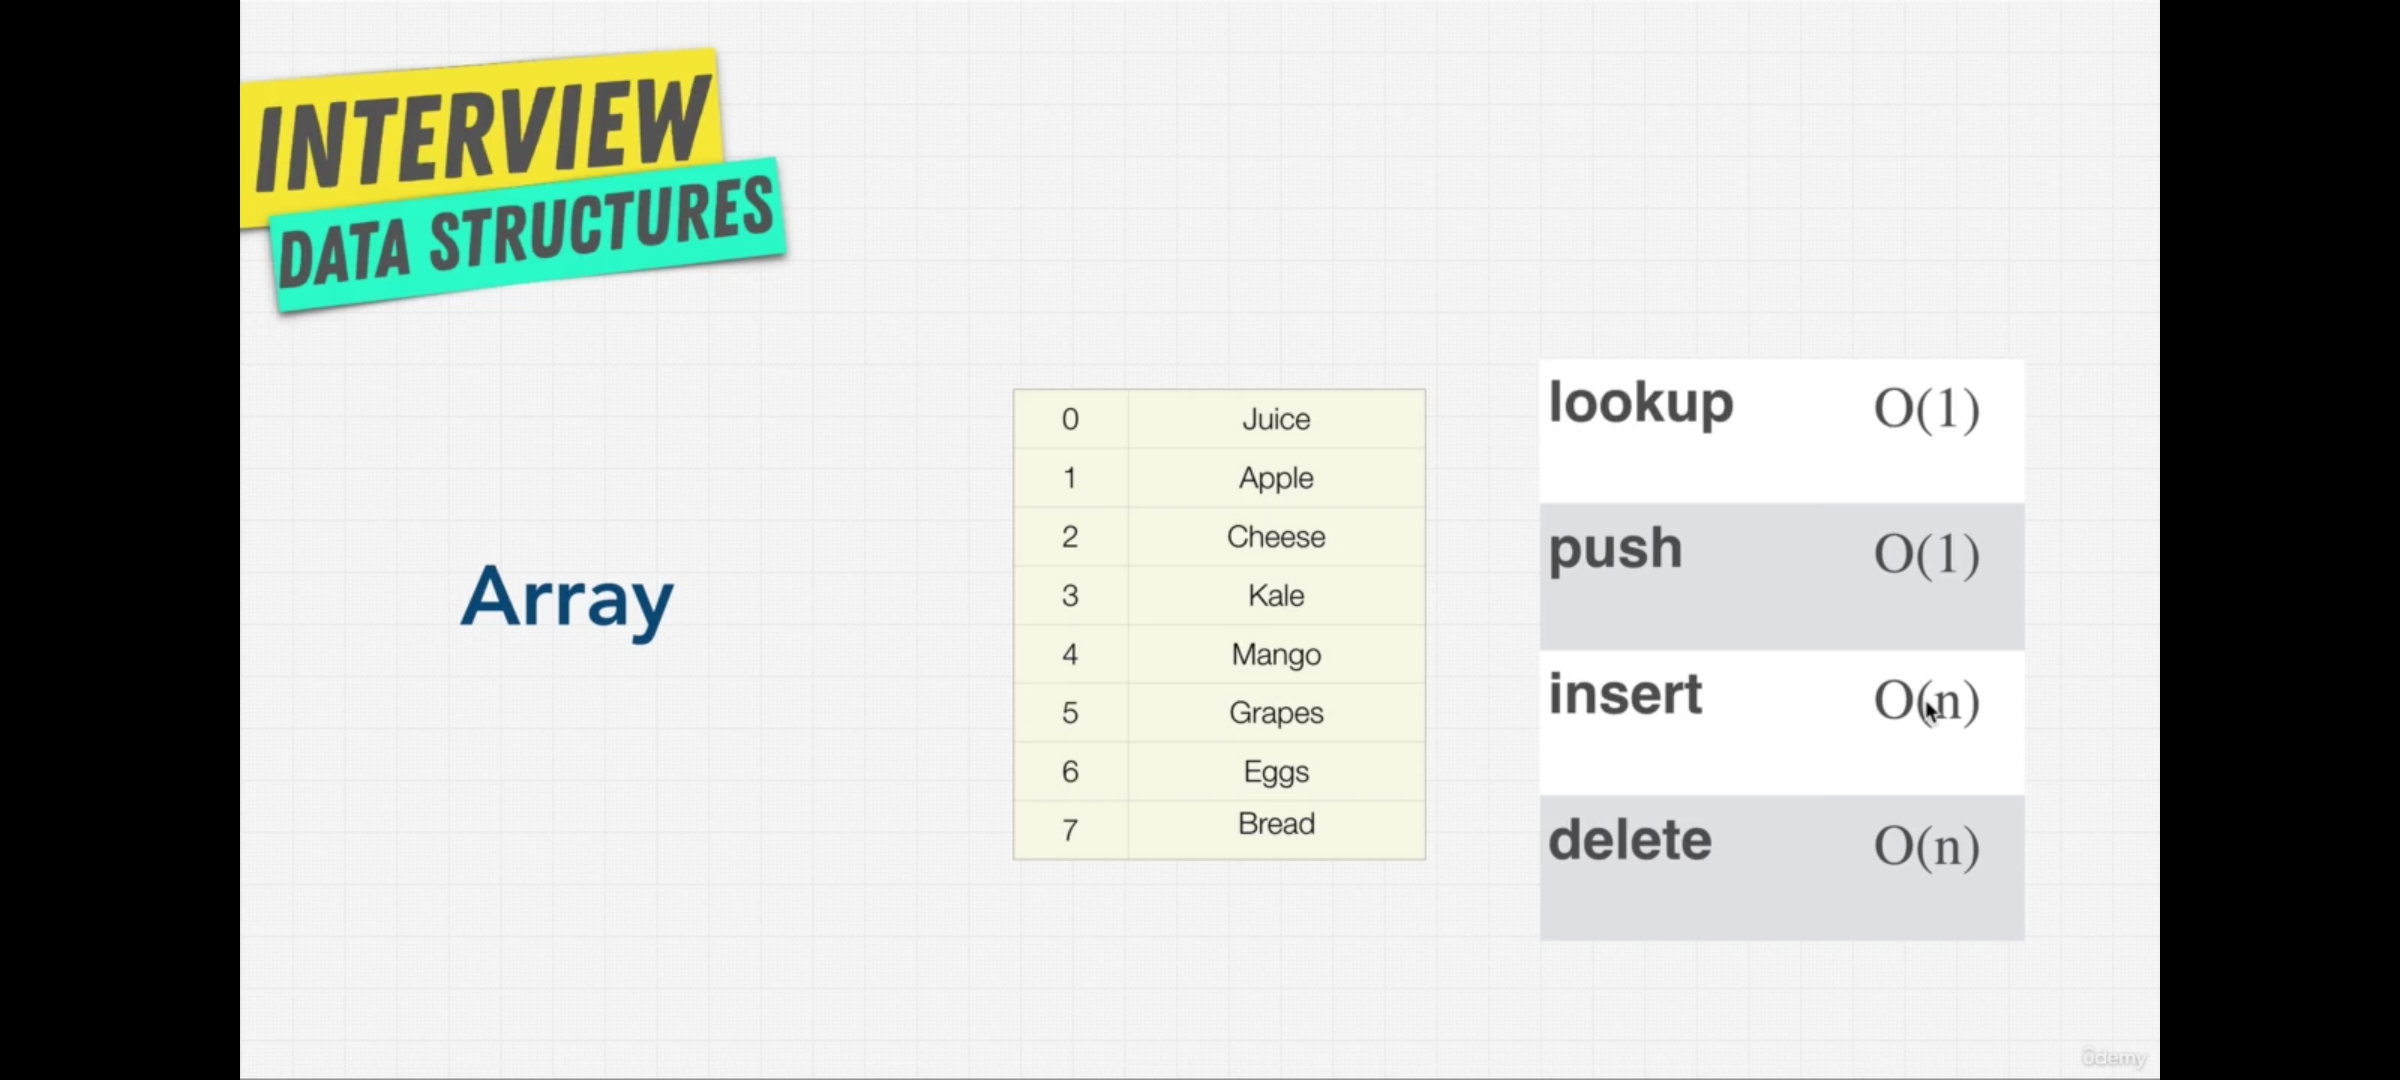 INTERVIEW
DATA STRUCTURES
Array
0 Juice
1 Apple
2 Cheese
3 Kale
4 Mango
5 Grapes
6 Eggs
7 Bread
lookup O(1)
push O(1)
insert O(n)
delete O(n)
ûdemy